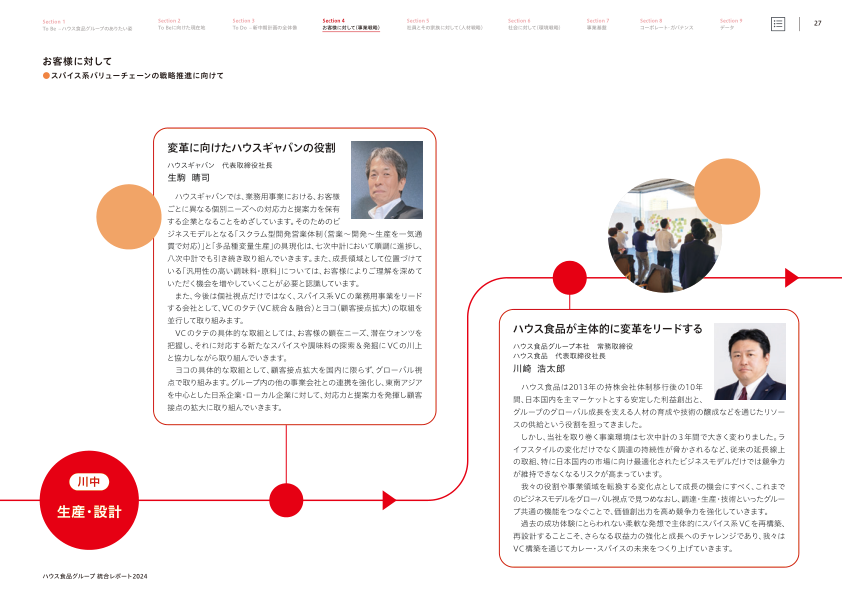 Section 1
To Be －ハウス食品グループのありたい姿
Section 2
To Beに向けた現在地
Section 3
To Do －新中期計画の全体像
Section 4
お客様に対して（事業戦略）
Section 5
社員とその家族に対して（人材戦略）
Section 6
社会に対して（環境戦略）
Section 7
事業基盤
Section 8
コーポレート・ガバナンス
Section 9
データ
27
お客様に対して
スパイス系バリューチェーンの戦略推進に向けて
変革に向けたハウスギャバンの役割
ハウスギャバン　代表取締役社長
生駒 晴司
ハウスギャバンでは、業務用事業における、お客様
ごとに異なる個別ニーズへの対応力と提案力を保有
する企業となることをめざしています。そのためのビ
ジネスモデルとなる「スクラム型開発営業体制（営業～開発～生産を一気通
貫で対応）」と「多品種変量生産」の具現化は、七次中計において順調に進捗し、
八次中計でも引き続き取り組んでいきます。また、成長領域として位置づけて
いる「汎用性の高い調味料・原料」については、お客様によりご理解を深めて
いただく機会を増やしていくことが必要と認識しています。
また、今後は個社視点だけではなく、スパイス系VCの業務用事業をリード
する会社として、VCのタテ（VC統合＆融合）とヨコ（顧客接点拡大）の取組を
並行して取り組みます。
VCのタテの具体的な取組としては、お客様の顕在ニーズ、潜在ウォンツを
把握し、それに対応する新たなスパイスや調味料の探索＆発掘にVCの川上
と協力しながら取り組んでいきます。
ヨコの具体的な取組として、顧客接点拡大を国内に限らず、グローバル視
点で取り組みます。グループ内の他の事業会社との連携を強化し、東南アジア
を中心とした日系企業・ローカル企業に対して、対応力と提案力を発揮し顧客
接点の拡大に取り組んでいきます。
ハウス食品が主体的に変革をリードする
ハウス食品グループ本社　常務取締役
ハウス食品　代表取締役社長
川崎 浩太郎
ハウス食品は2013年の持株会社体制移行後の10年
間、日本国内を主マーケットとする安定した利益創出と、
グループのグローバル成長を支える人材の育成や技術の醸成などを通じたリソー
スの供給という役割を担ってきました。
しかし、当社を取り巻く事業環境は七次中計の3年間で大きく変わりました。ラ
イフスタイルの変化だけでなく調達の持続性が脅かされるなど、従来の延長線上
の取組、特に日本国内の市場に向け最適化されたビジネスモデルだけでは競争力
が維持できなくなるリスクが高まっています。
我々の役割や事業領域を転換する変化点として成長の機会にすべく、これまで
のビジネスモデルをグローバル視点で見つめなおし、調達・生産・技術といったグルー
プ共通の機能をつなぐことで、価値創出力を高め競争力を強化していきます。
過去の成功体験にとらわれない柔軟な発想で主体的にスパイス系VCを再構築、
再設計することこそ、さらなる収益力の強化と成長へのチャレンジであり、我々は
VC構築を通じてカレー・スパイスの未来をつくり上げていきます。
川中
生産・設計
ハウス食品グループ 統合レポート2024